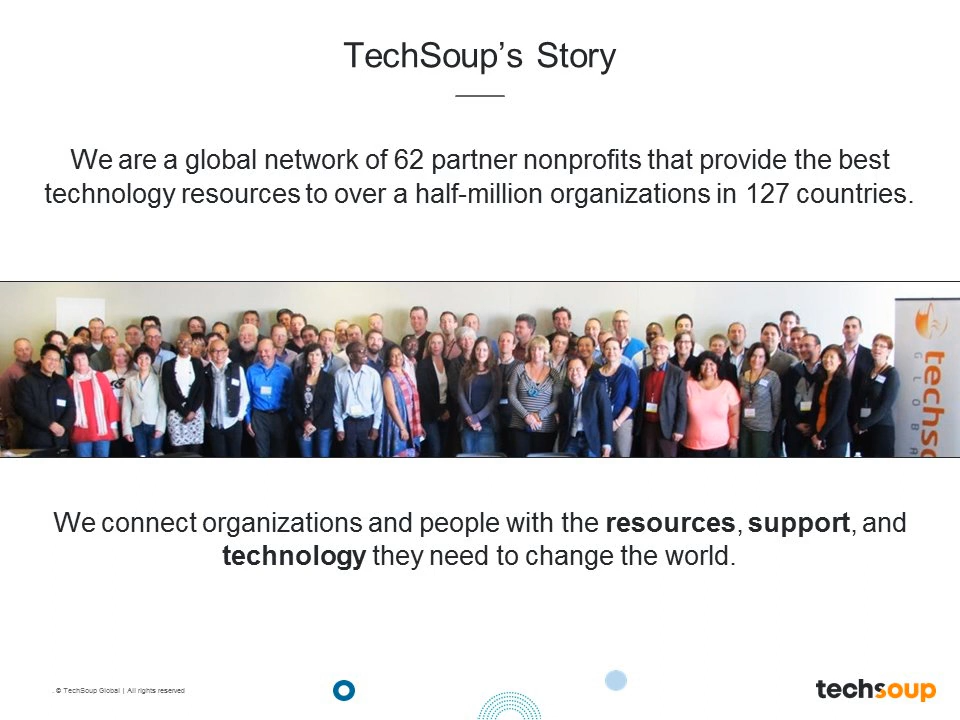 TechSoup’s Story
We are a global network of 62 partner nonprofits that provide the best
technology resources to over a half-million organizations in 127 countries.
techso
GLOBA
We connect organizations and people with the resources, support, and
technology they need to change the world.
. © TechSoup Global | All rights reserved
techsoup